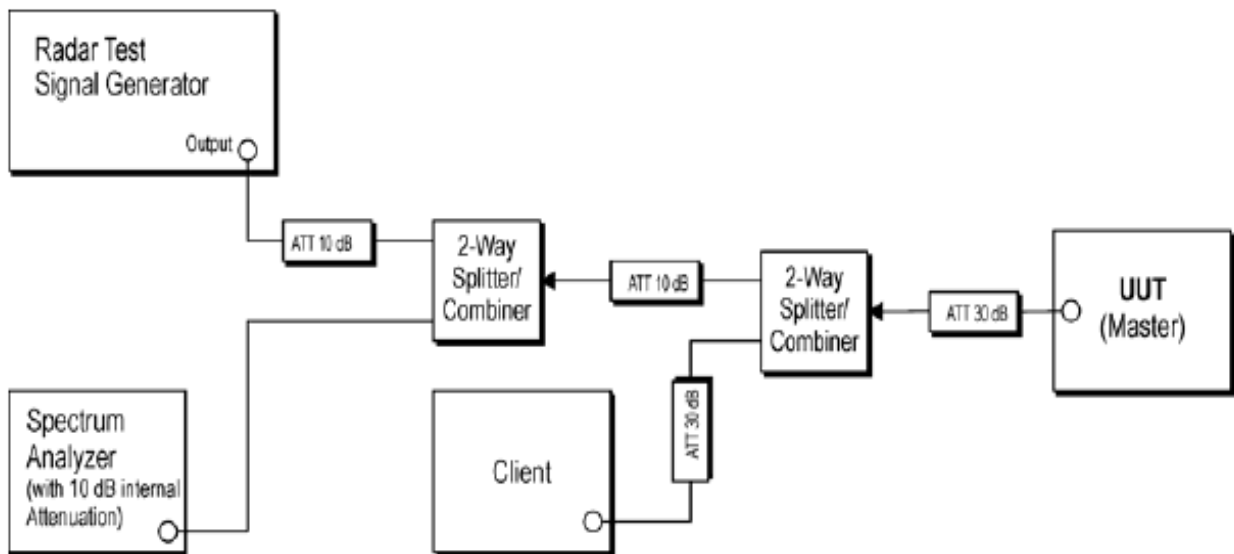 Radar Test
Signal Generator
Output
ATT 10 dB
2-Way
Splitter/
Combiner
ATT 10 dB
2-Way
Splitter/
Combiner
ATT 30 dB
UUT
(Master)
Spectrum
Analyzer
(with 10 dB internal
Attenuation)
Client
ATT 30 dB